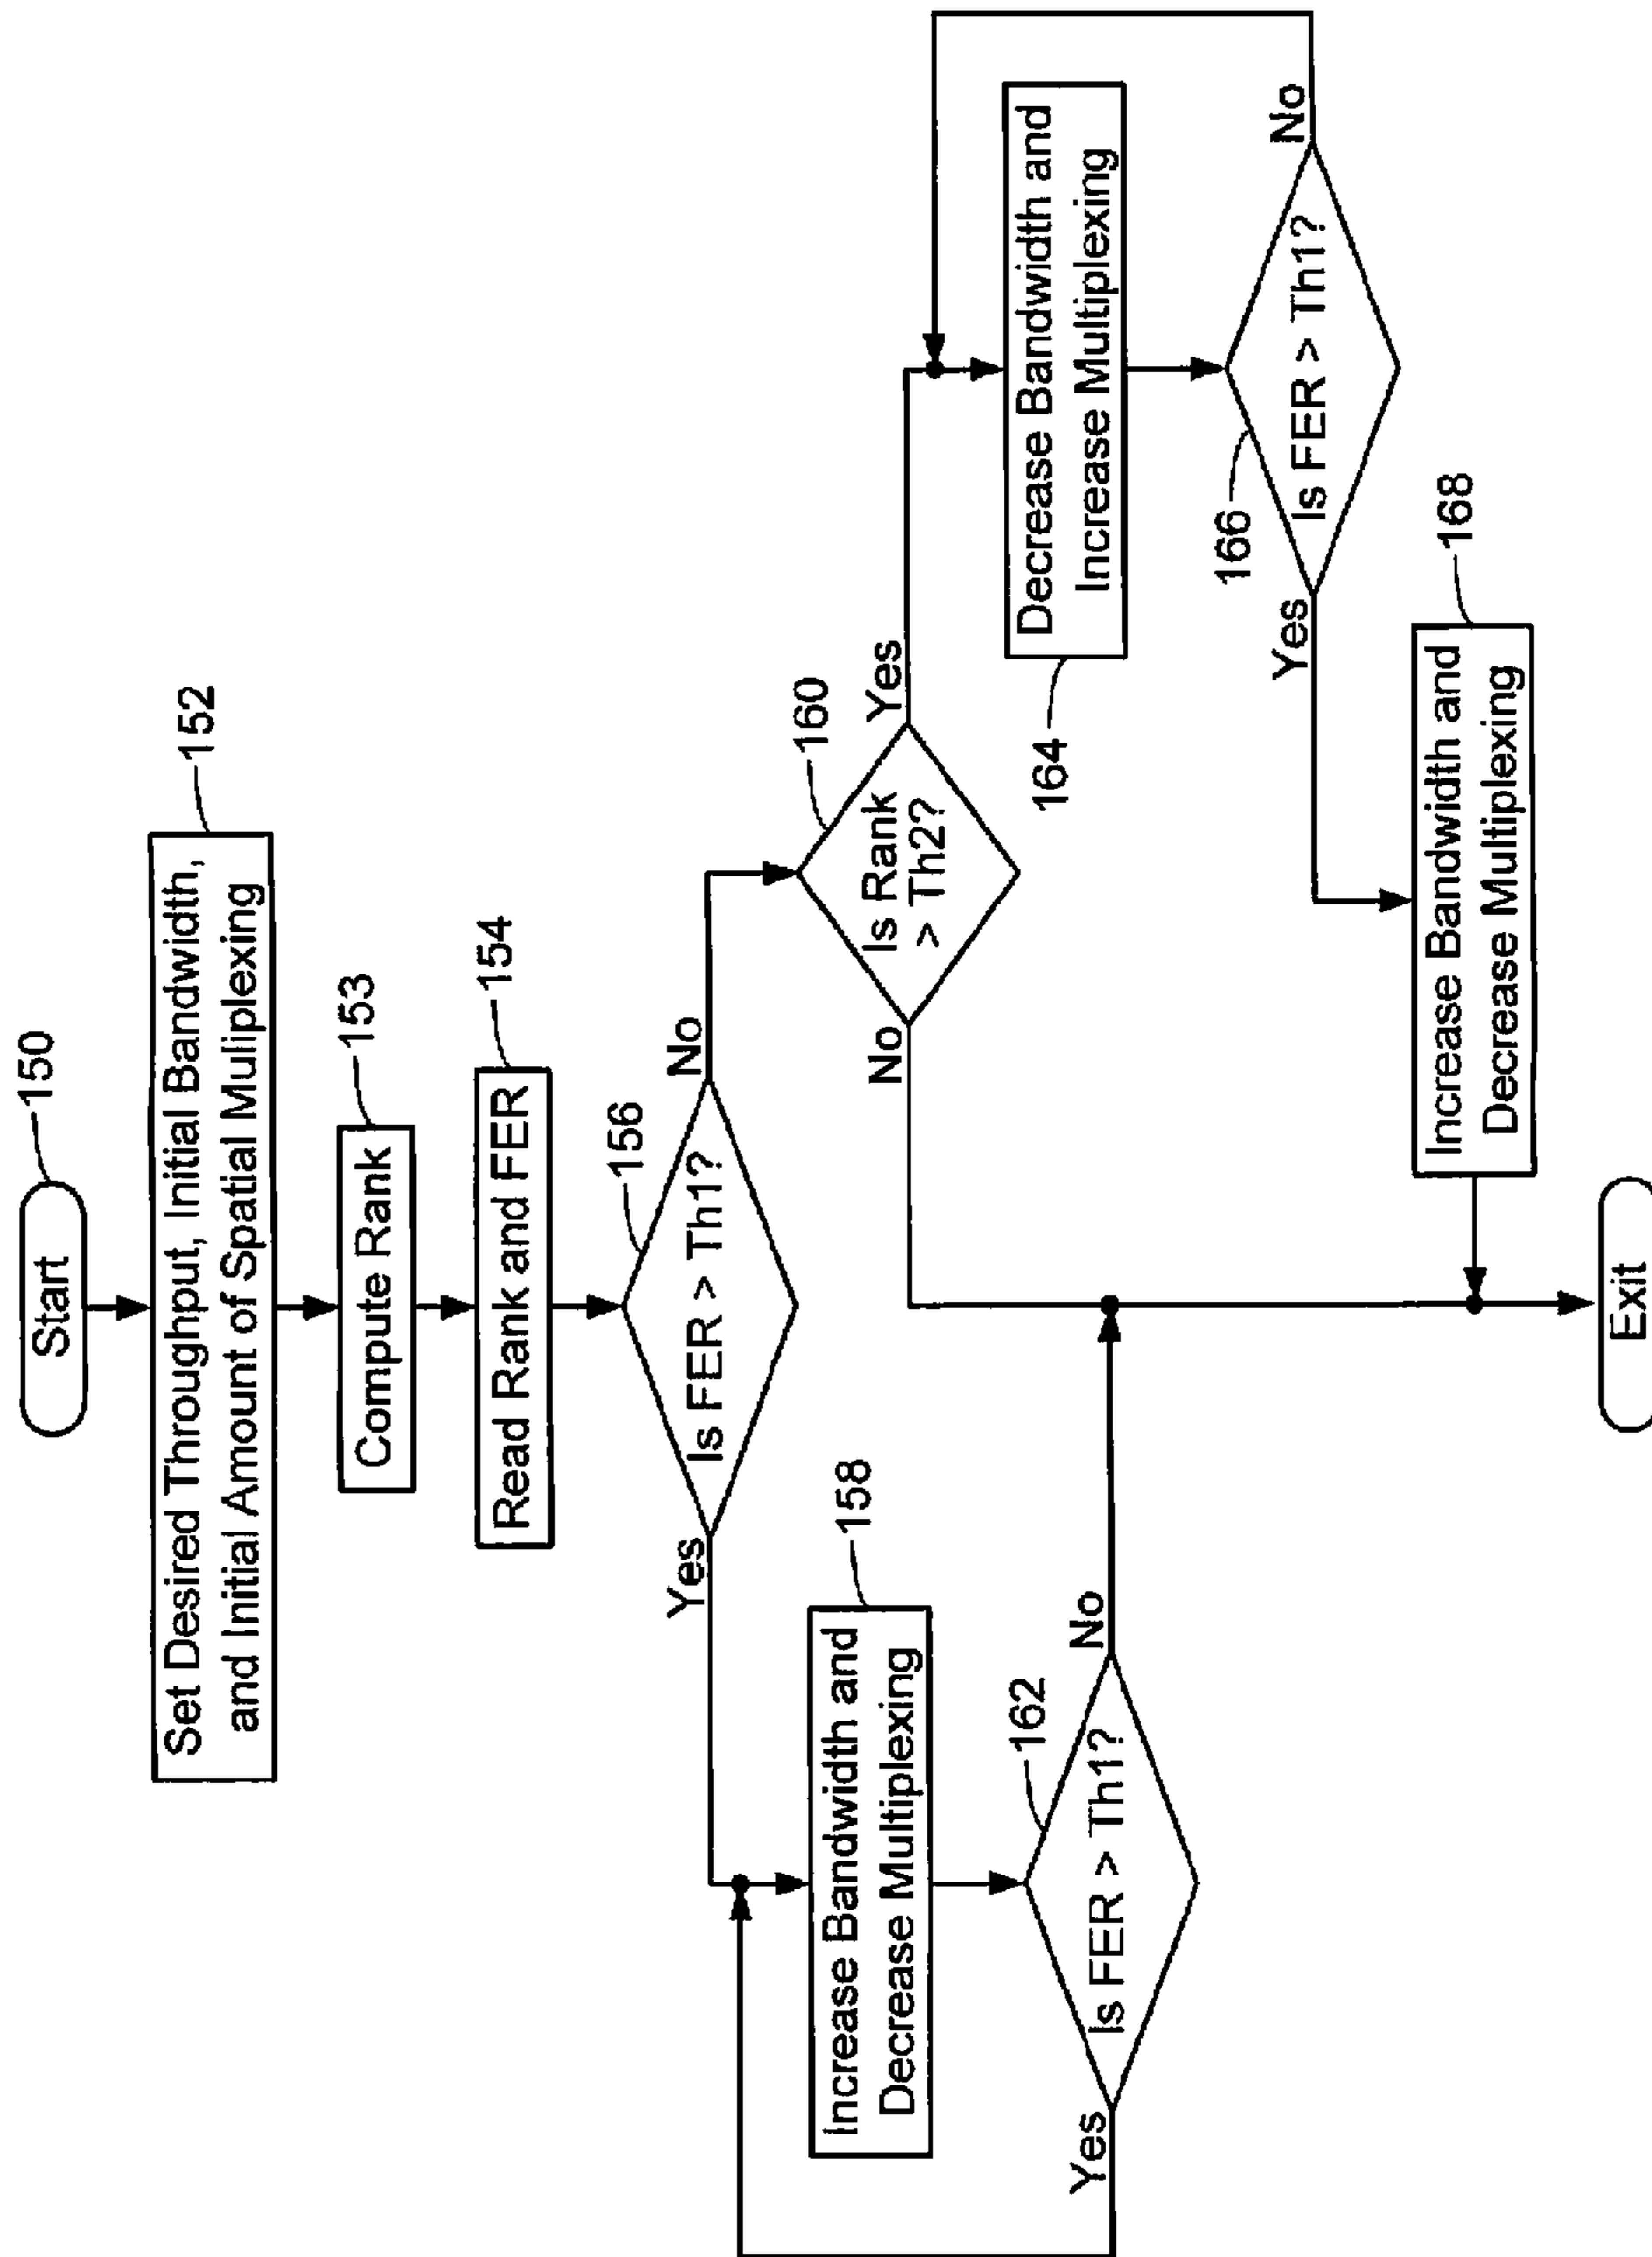 Start
150
Set Desired Throughput, Initial Bandwidth,
and Initial Amount of Spatial Muliplexing
152
Compute Rank
153
Read Rank and FER
154
Is FER > Th1?
156
Yes
No
Increase Bandwidth and
Decrease Multiplexing
158
Is Rank
> Th2?
160
No
Yes
Is FER > Th1?
162
Yes
No
Decrease Bandwidth and
Increase Multiplexing
164
Is FER > Th1?
166
Yes
No
Increase Bandwidth and
Decrease Multiplexing
168
Exit